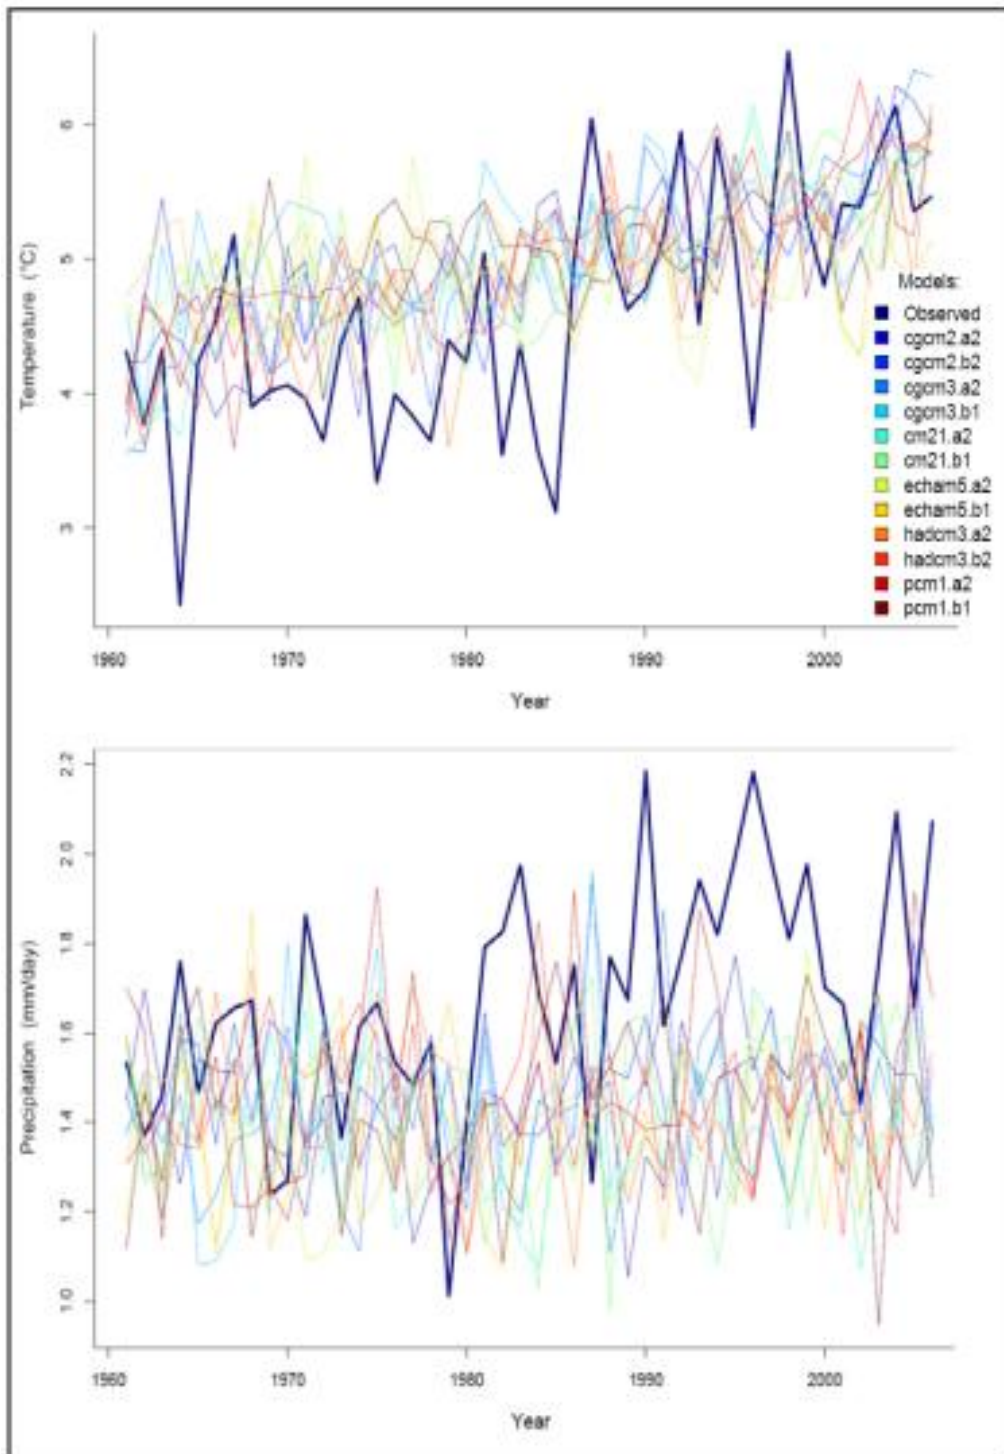 6
5
4
3
Temperature (°C)
Models:
Observed
cgcm2.a2
cgcm2.b2
cgcm3.a2
cgcm3.b1
cm21.a2
cm21.b1
echam5.a2
echam5.b1
hadcm3.a2
hadcm3.b2
pcm1.a2
pcm1.b1
1960 1970 1980 1990 2000
Year
2.2
2.0
1.8
1.6
1.4
1.2
1.0
Precipitation (mm/day)
1960 1970 1980 1990 2000
Year